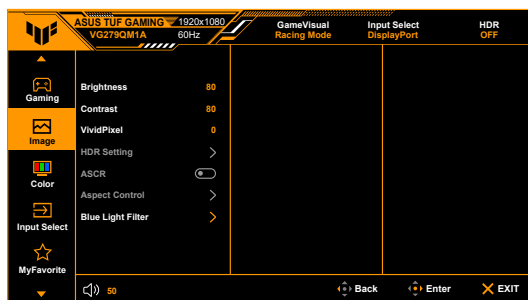 ASUS TUF GAMING 1920x1080
VG279QM1A 60Hz
GameVisual
Racing Mode
Input Select
DisplayPort
HDR
OFF
Gaming
Image
Color
Input Select
MyFavorite
Brightness 80
Contrast 80
VividPixel 0
HDR Setting
ASCR
Aspect Control
Blue Light Filter
50
Back
Enter
EXIT